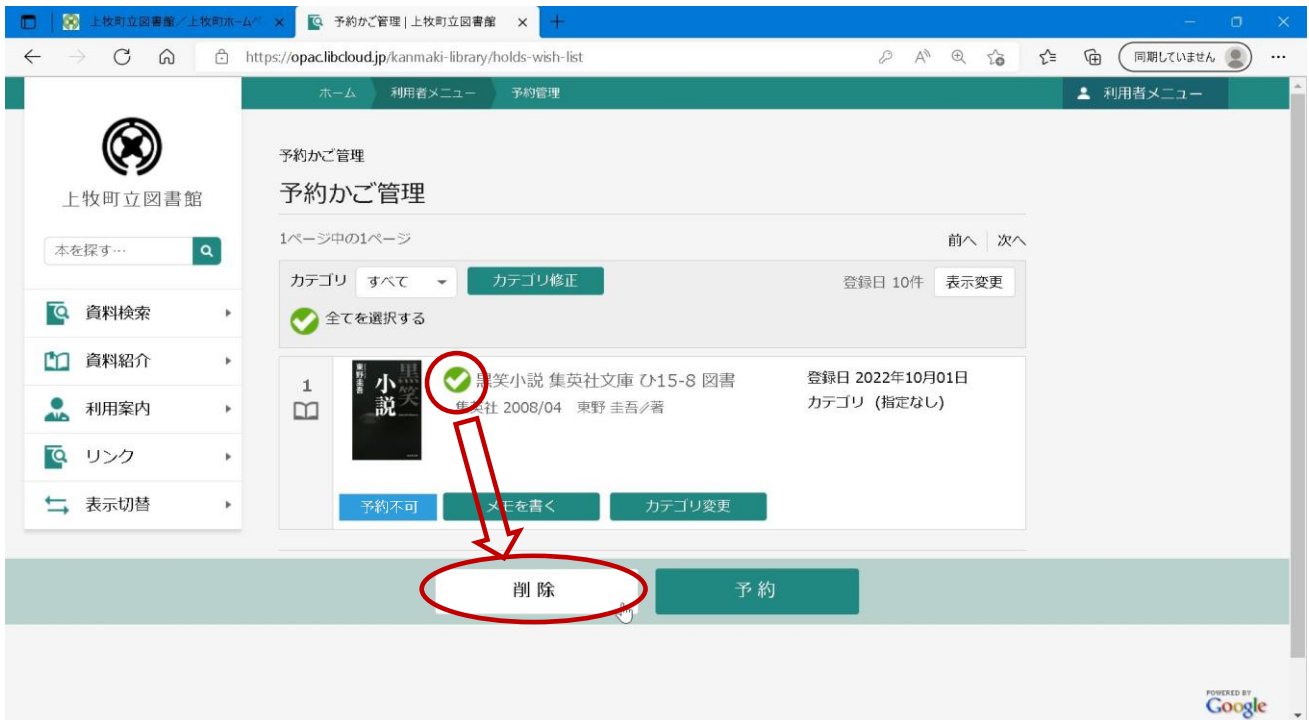 上牧町立図書館／上牧町ホームペ
予約かご管理 | 上牧町立図書館
https://opac.libcloud.jp/kanmaki-library/holds-wish-list
同期していません
ホーム 利用者メニュー 予約管理
利用者メニュー
上牧町立図書館
本を探す…
資料検索
資料紹介
利用案内
リンク
表示切替
予約かご管理
予約かご管理
1ページ中の1ページ
前へ 次へ
カテゴリ すべて カテゴリ修正
登録日 10件 表示変更
全てを選択する
1
東野圭吾
黒笑
小説
黒笑小説 集英社文庫 ひ15-8 図書
集英社 2008/04 東野 圭吾／著
登録日 2022年10月01日
カテゴリ (指定なし)
予約不可 メモを書く カテゴリ変更
削除 予約
POWERED BY
Google